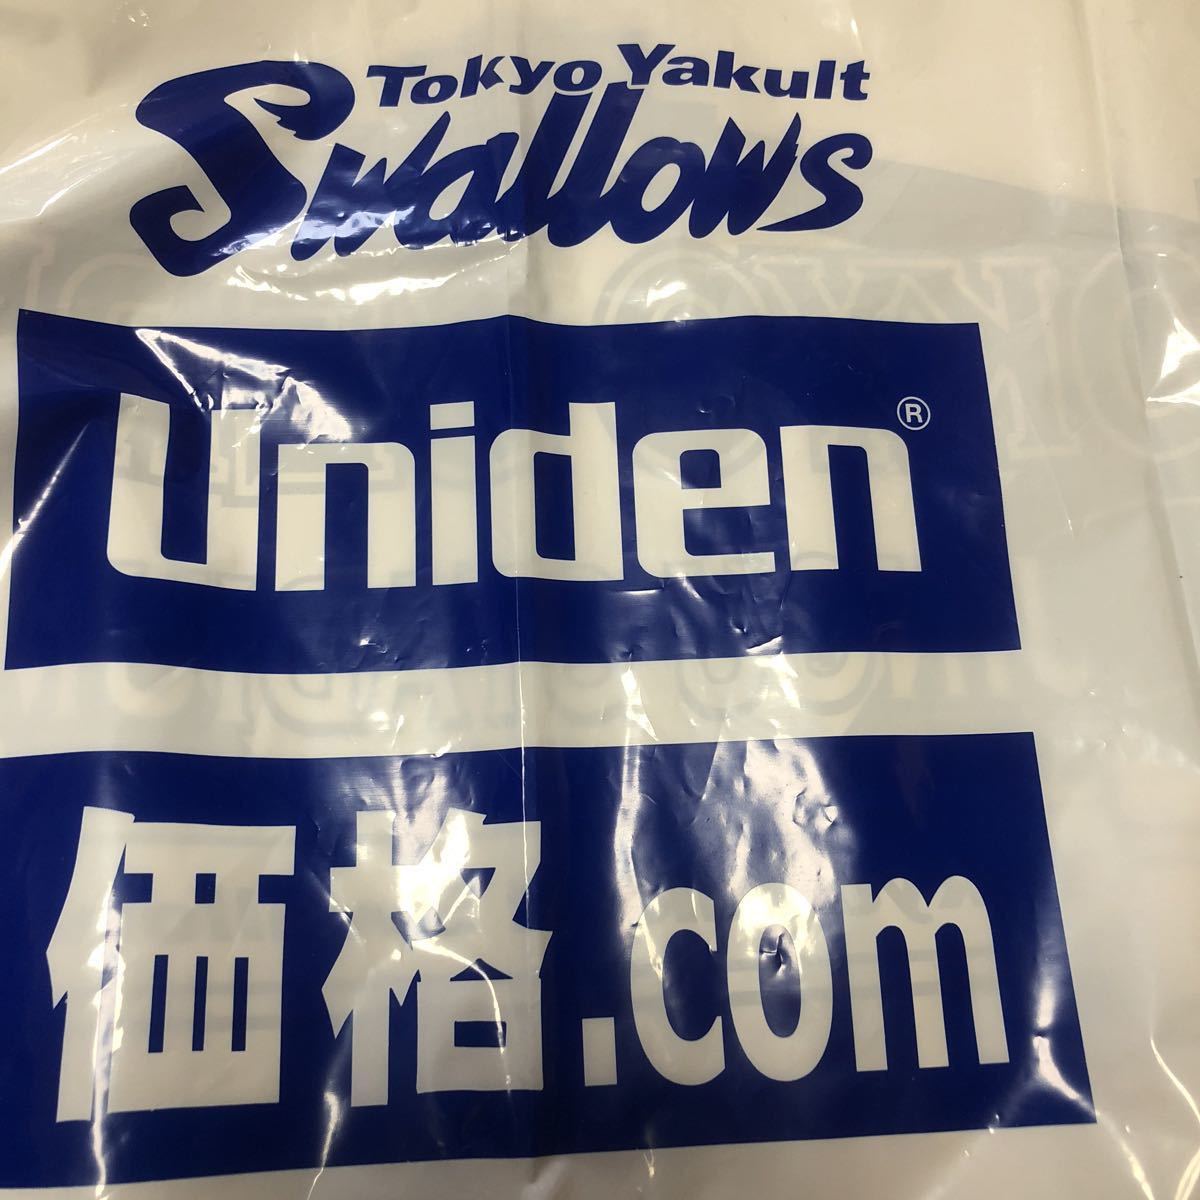 Tokyo Yakult
Swallows
Uniden®
価格.com